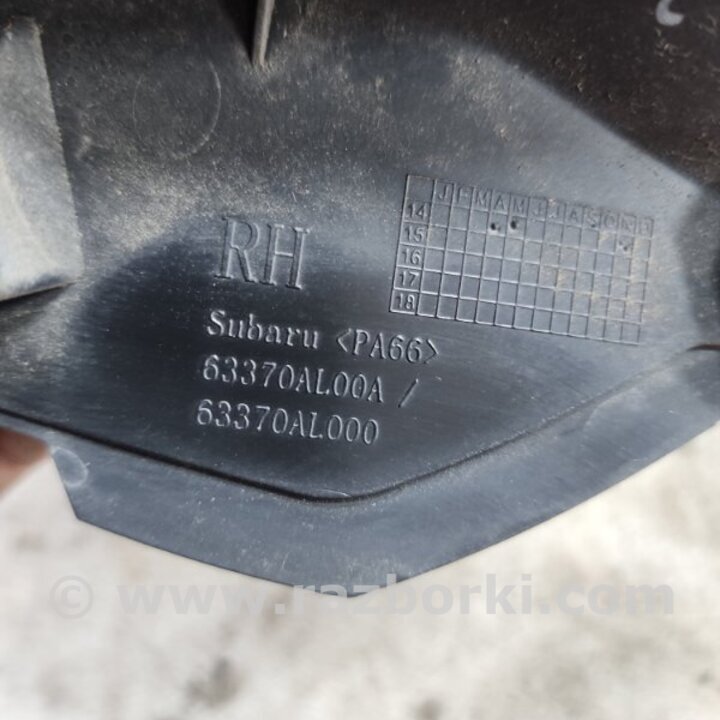 J F M A M J J A S O N D
14
15
16
17
18
RH
Subaru <PA66>
63370AL00A /
63370AL000
© www.razborki.com